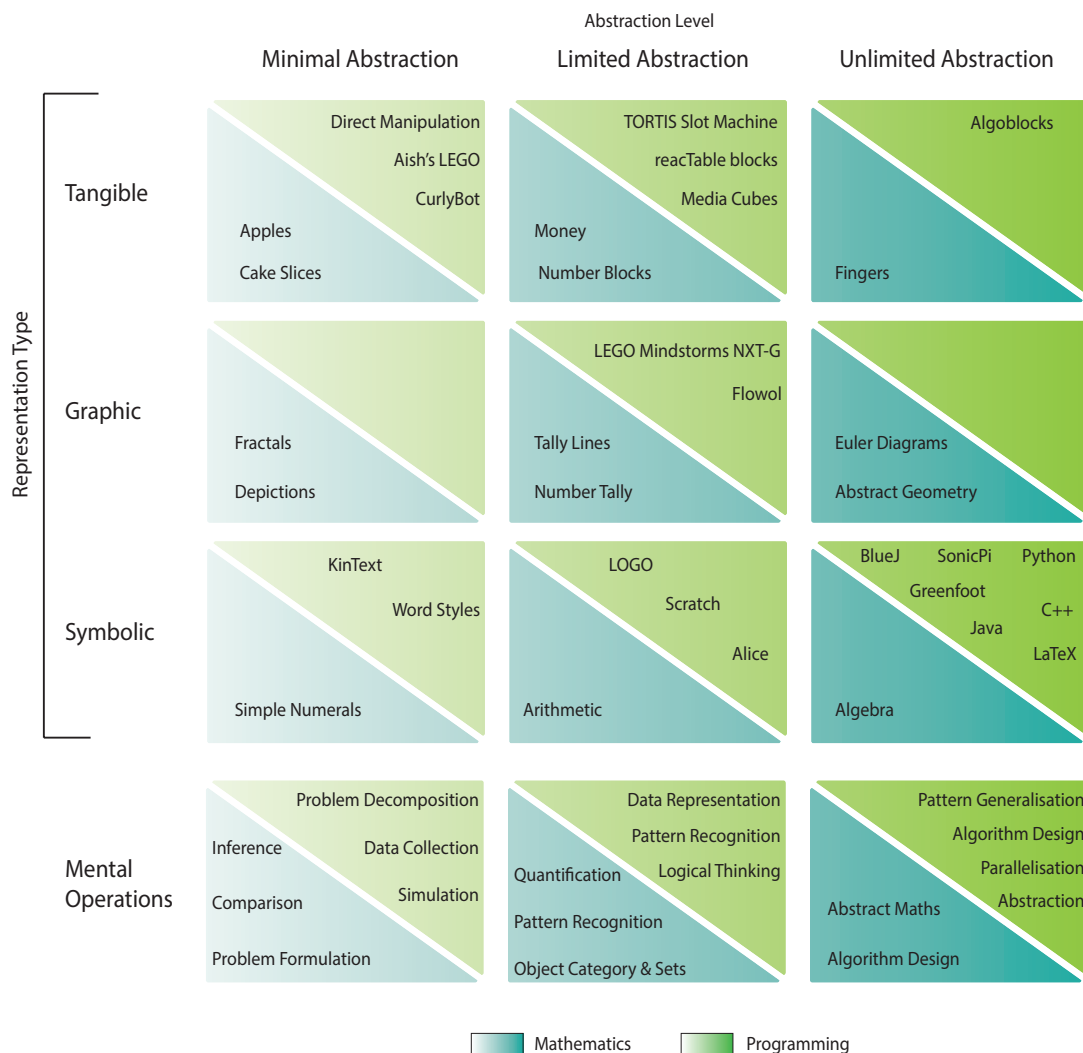 Abstraction Level
Minimal Abstraction
Limited Abstraction
Unlimited Abstraction
Representation Type
Tangible
Direct Manipulation
Aish's LEGO
CurlyBot
Apples
Cake Slices
TORTIS Slot Machine
reacTable blocks
Media Cubes
Money
Number Blocks
Algoblocks
Fingers
Graphic
Fractals
Depictions
LEGO Mindstorms NXT-G
Flowol
Tally Lines
Number Tally
Euler Diagrams
Abstract Geometry
Symbolic
KinText
Word Styles
Simple Numerals
LOGO
Scratch
Alice
Arithmetic
BlueJ
SonicPi
Python
Greenfoot
C++
Java
LaTeX
Algebra
Mental
Operations
Problem Decomposition
Inference
Data Collection
Simulation
Comparison
Problem Formulation
Data Representation
Pattern Recognition
Logical Thinking
Quantification
Pattern Recognition
Object Category & Sets
Pattern Generalisation
Algorithm Design
Parallelisation
Abstraction
Abstract Maths
Algorithm Design
Mathematics
Programming